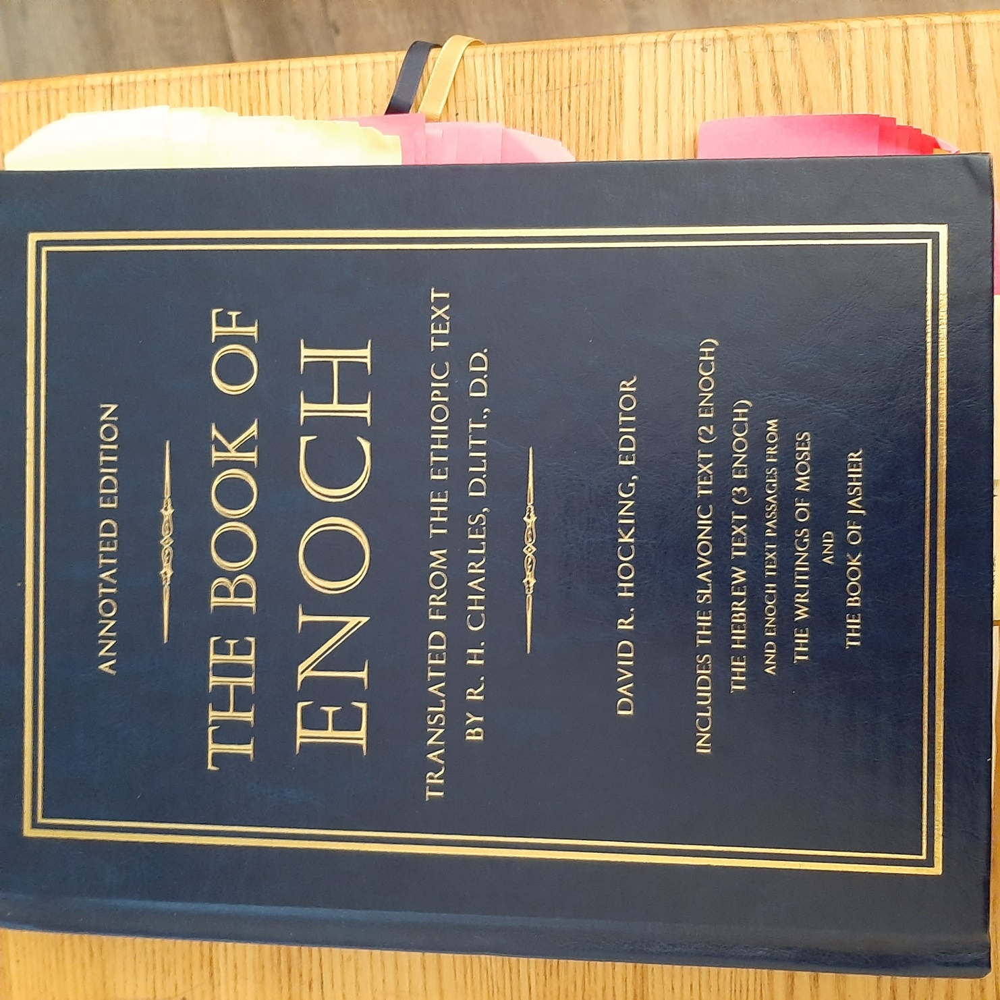 ANNOTATED EDITION
THE BOOK OF
ENOCH
TRANSLATED FROM THE ETHIOPIC TEXT
BY R. H. CHARLES, D.LITT., D.D.
DAVID R. HOCKING, EDITOR
INCLUDES THE SLAVONIC TEXT (2 ENOCH)
THE HEBREW TEXT (3 ENOCH)
AND ENOCH TEXT PASSAGES FROM
THE WRITINGS OF MOSES
AND
THE BOOK OF JASHER